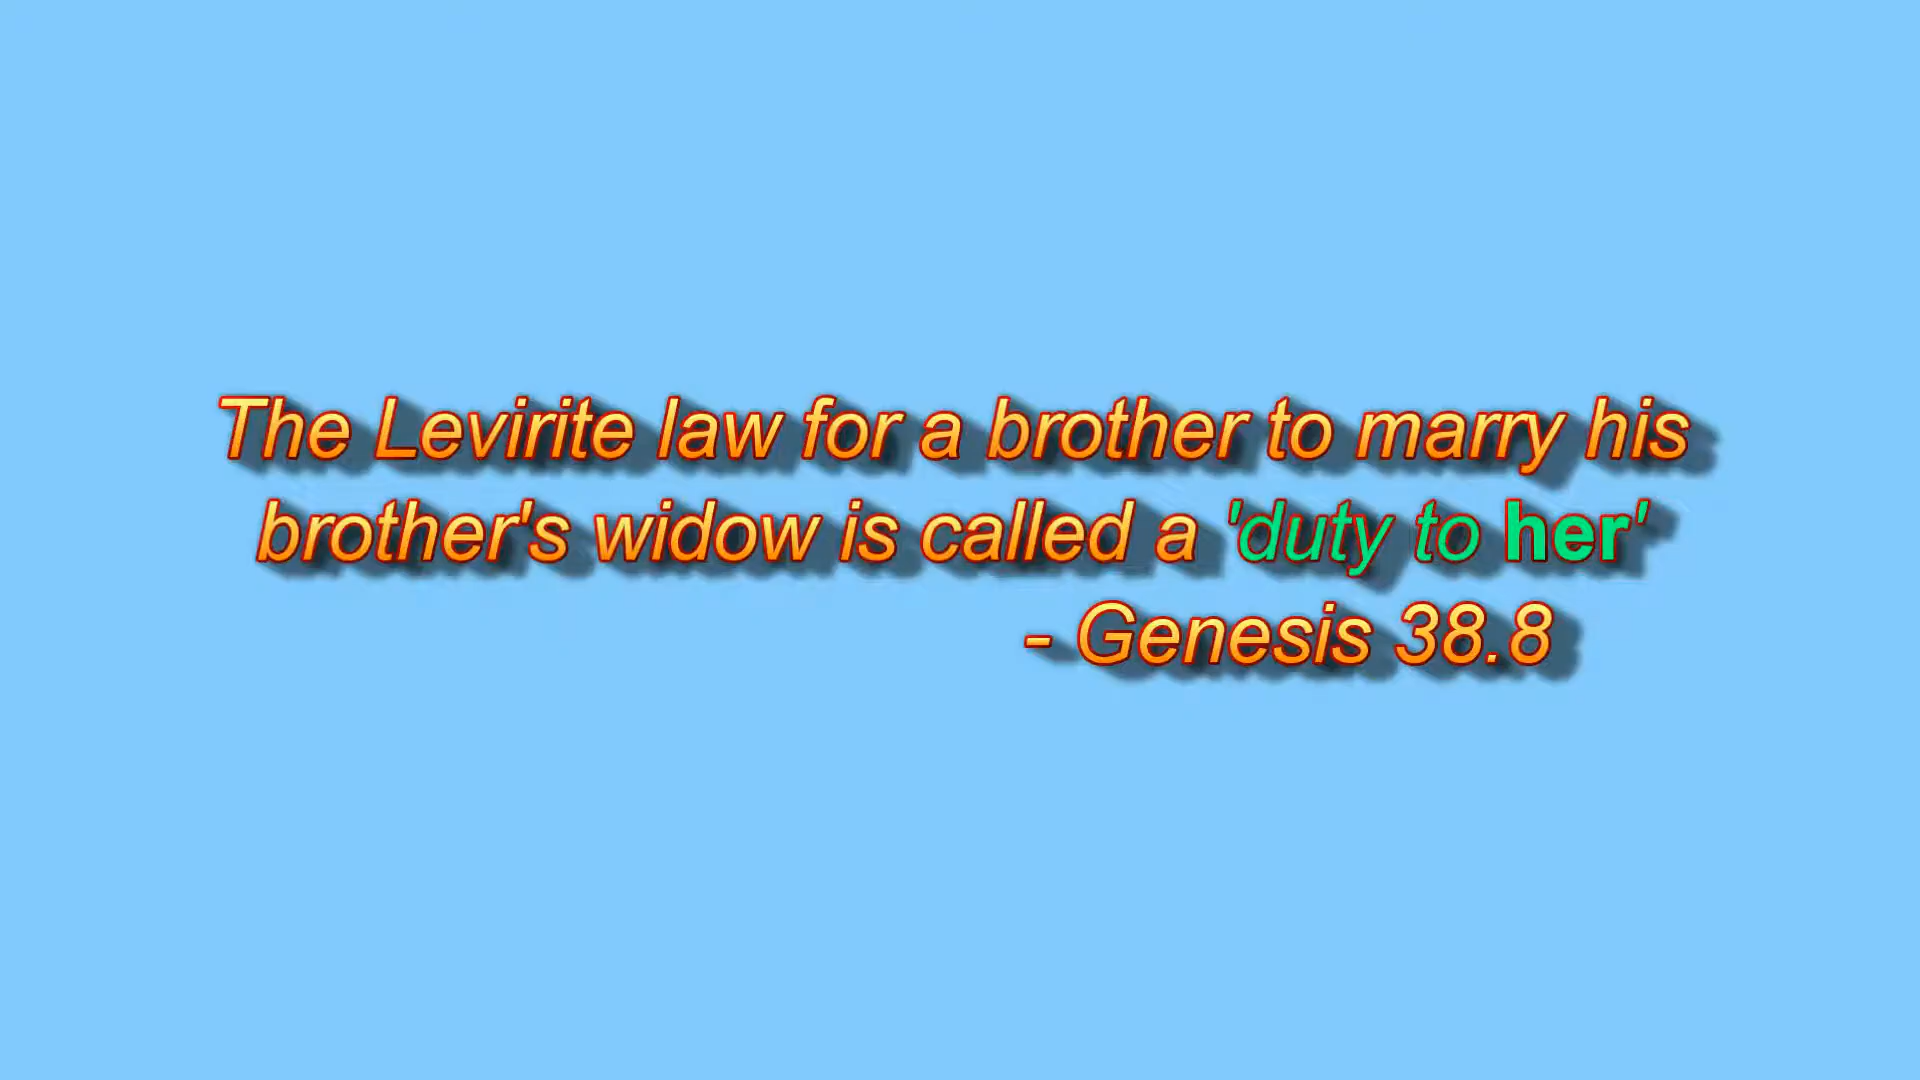 The Levirite law for a brother to marry his
brother's widow is called a 'duty to her'
- Genesis 38.8